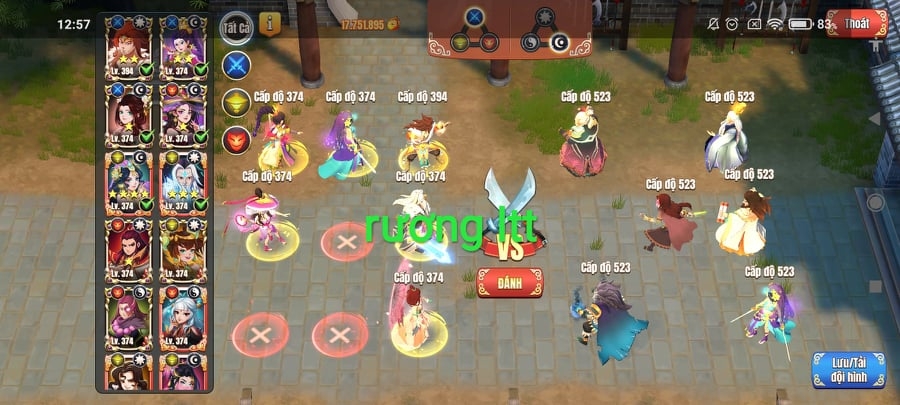 12:57
Tất Cả
i
17.751.895
83
Thoát
Lv. 394
Lv. 374
Lv. 374
Lv. 374
Lv. 374
Lv. 374
Lv. 374
Lv. 374
Lv. 374
Lv. 374
Cấp độ 374
Cấp độ 374
Cấp độ 394
Cấp độ 523
Cấp độ 523
Cấp độ 374
Cấp độ 374
Cấp độ 523
Cấp độ 523
rương ltt
VS
Cấp độ 374
ĐÁNH
Cấp độ 523
Cấp độ 523
Lưu/Tải
đội hình